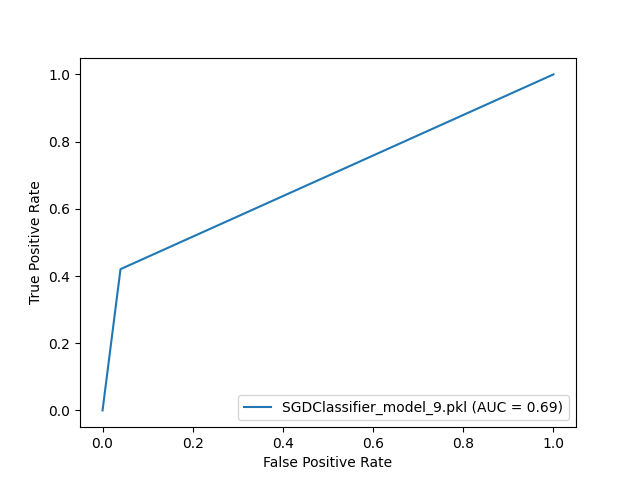 1.0
0.8
0.6
0.4
0.2
0.0
True Positive Rate
SGDClassifier_model_9.pkl (AUC = 0.69)
0.0 0.2 0.4 0.6 0.8 1.0
False Positive Rate